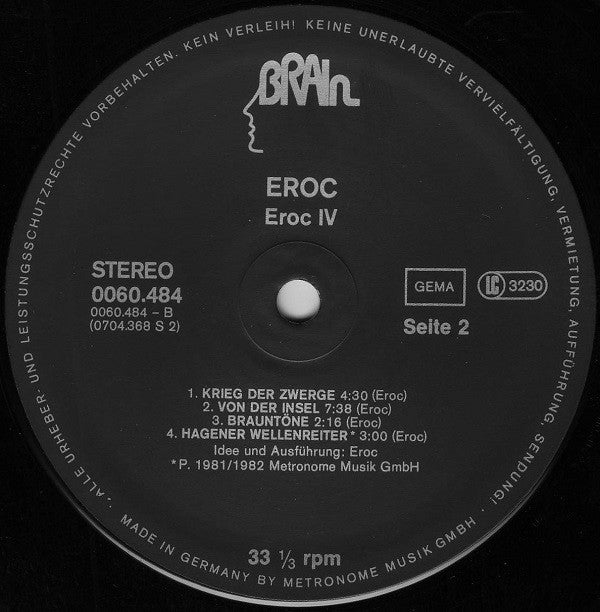 · ALLE URHEBER- UND LEISTUNGSSCHUTZRECHTE VORBEHALTEN. KEIN VERLEIH! KEINE UNERLAUBTE VERVIELFÄLTIGUNG, VERMIETUNG, AUFFÜHRUNG, SENDUNG! ·
BRAIN
EROC
Eroc IV
STEREO
0060.484
0060.484 – B
(0704.368 S 2)
GEMA
LC 3230
Seite 2
1. KRIEG DER ZWERGE 4:30 (Eroc)
2. VON DER INSEL 7:38 (Eroc)
3. BRAUNTÖNE 2:16 (Eroc)
4. HAGENER WELLENREITER* 3:00 (Eroc)
Idee und Ausführung: Eroc
*P. 1981/1982 Metronome Musik GmbH
33 ⅓ rpm
MADE IN GERMANY BY METRONOME MUSIK GMBH